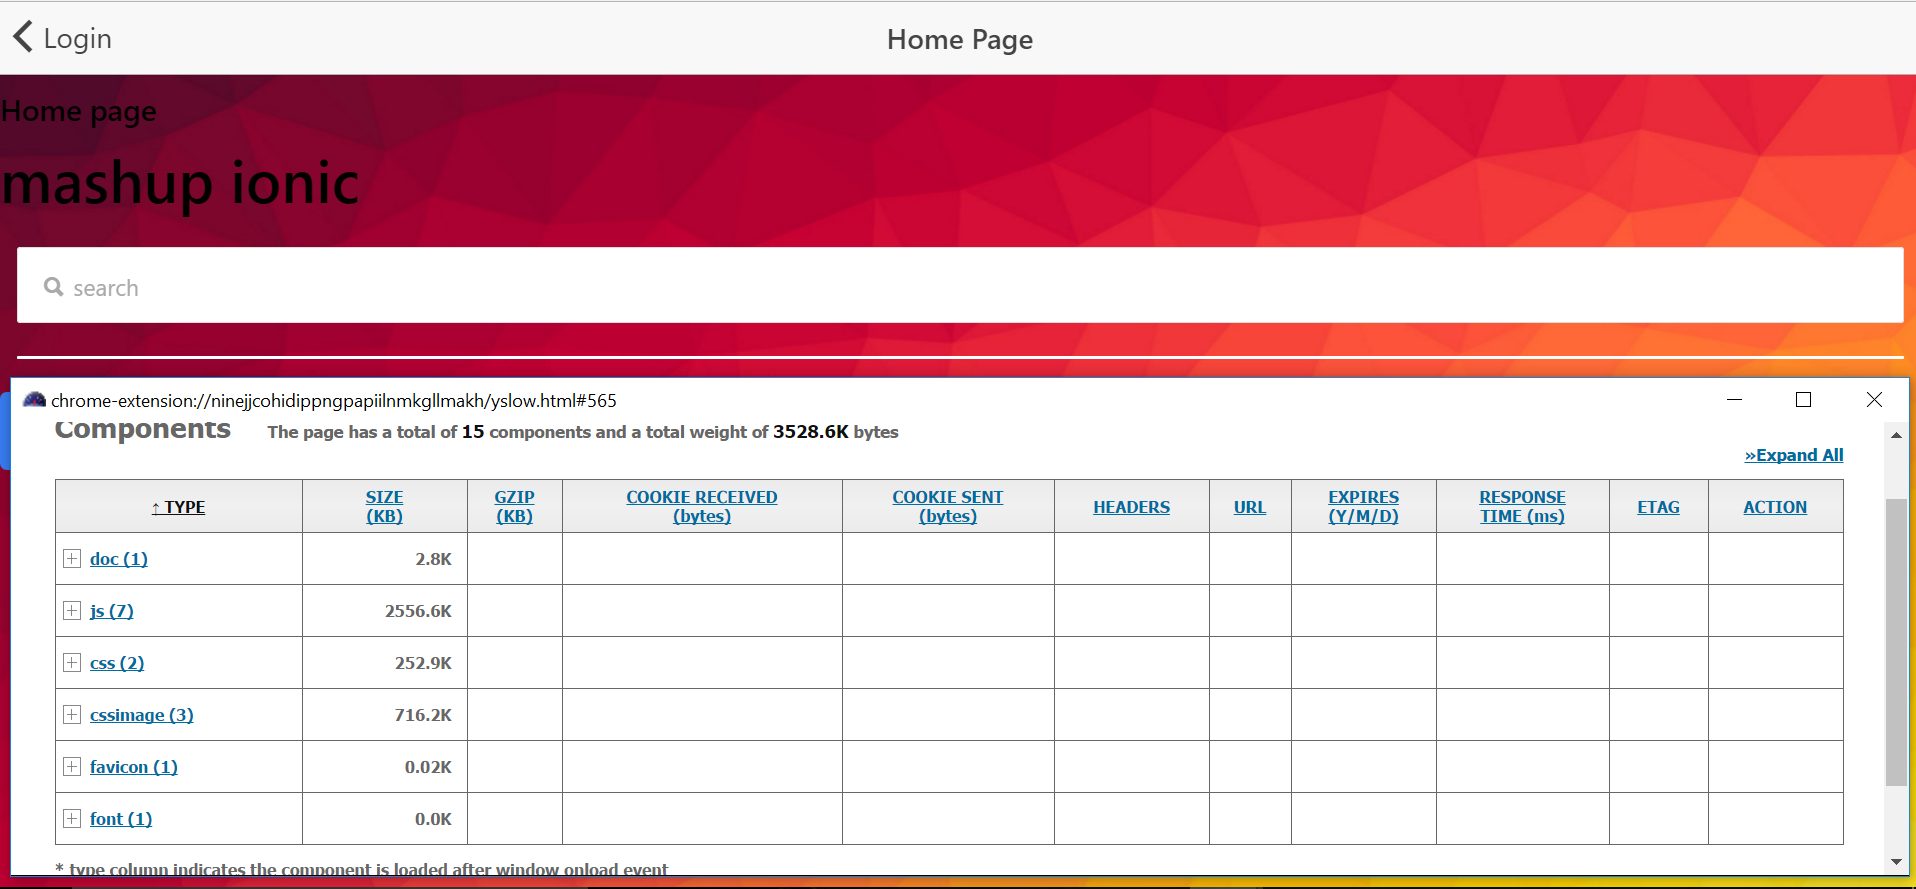 Login
Home Page
Home page
mashup ionic
search
chrome-extension://ninejjcohidippngpapiilnmkgllmakh/yslow.html#565
Components The page has a total of 15 components and a total weight of 3528.6K bytes
»Expand All
↑ TYPE SIZE (KB) GZIP (KB) COOKIE RECEIVED (bytes) COOKIE SENT (bytes) HEADERS URL EXPIRES (Y/M/D) RESPONSE TIME (ms) ETAG ACTION
doc (1) 2.8K
js (7) 2556.6K
css (2) 252.9K
cssimage (3) 716.2K
favicon (1) 0.02K
font (1) 0.0K
* type column indicates the component is loaded after window onload event